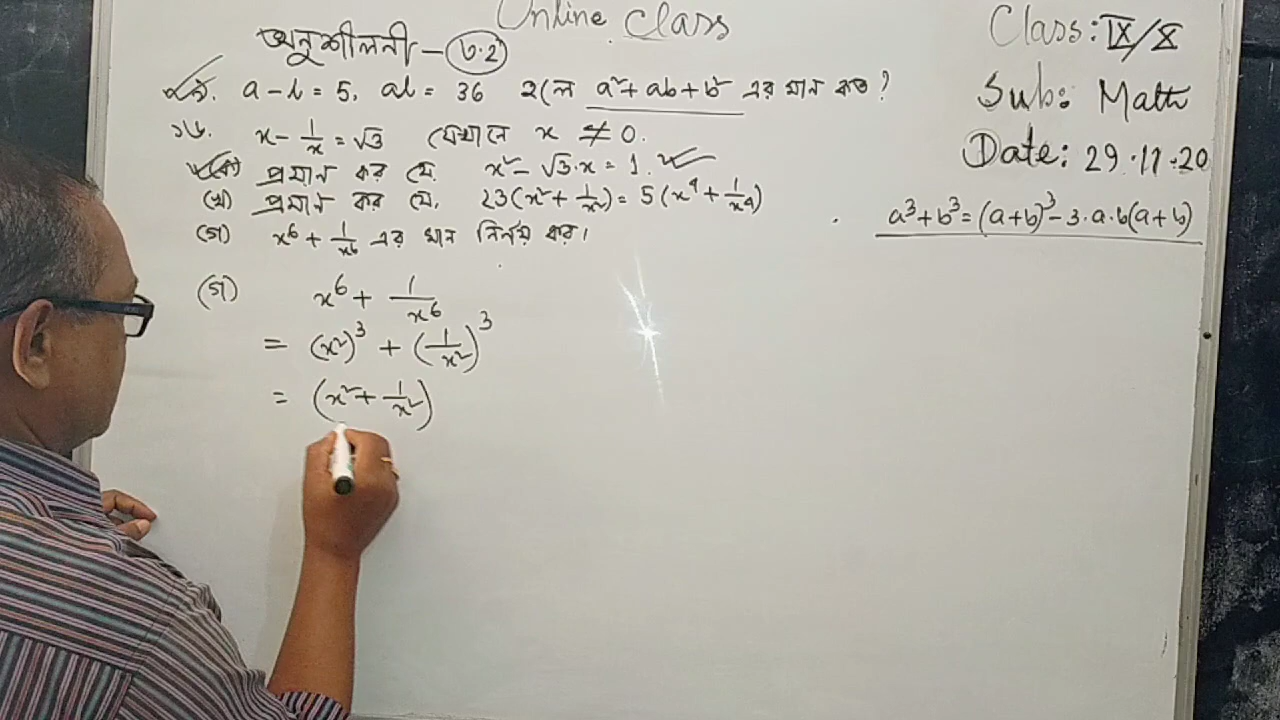 Online Class
অনুশীলনী – ৩.২
a - b = 5, ab = 36 হলে a² + ab + b² এর মান কত?
১৬. x - 1/x = √3 যেখানে x ≠ 0.
(ক) প্রমান কর যে, x² - √3·x = 1.
(খ) প্রমান কর যে, 23(x² + 1/x²) = 5(x⁴ + 1/x⁴)
(গ) x⁶ + 1/x⁶ এর মান নির্নয় কর।
(গ) x⁶ + 1/x⁶
= (x²)³ + (1/x²)³
= (x² + 1/x²)
Class: IX/X
Sub: Math
Date: 29.11.20
a³ + b³ = (a+b)³ - 3·a·b(a+b)